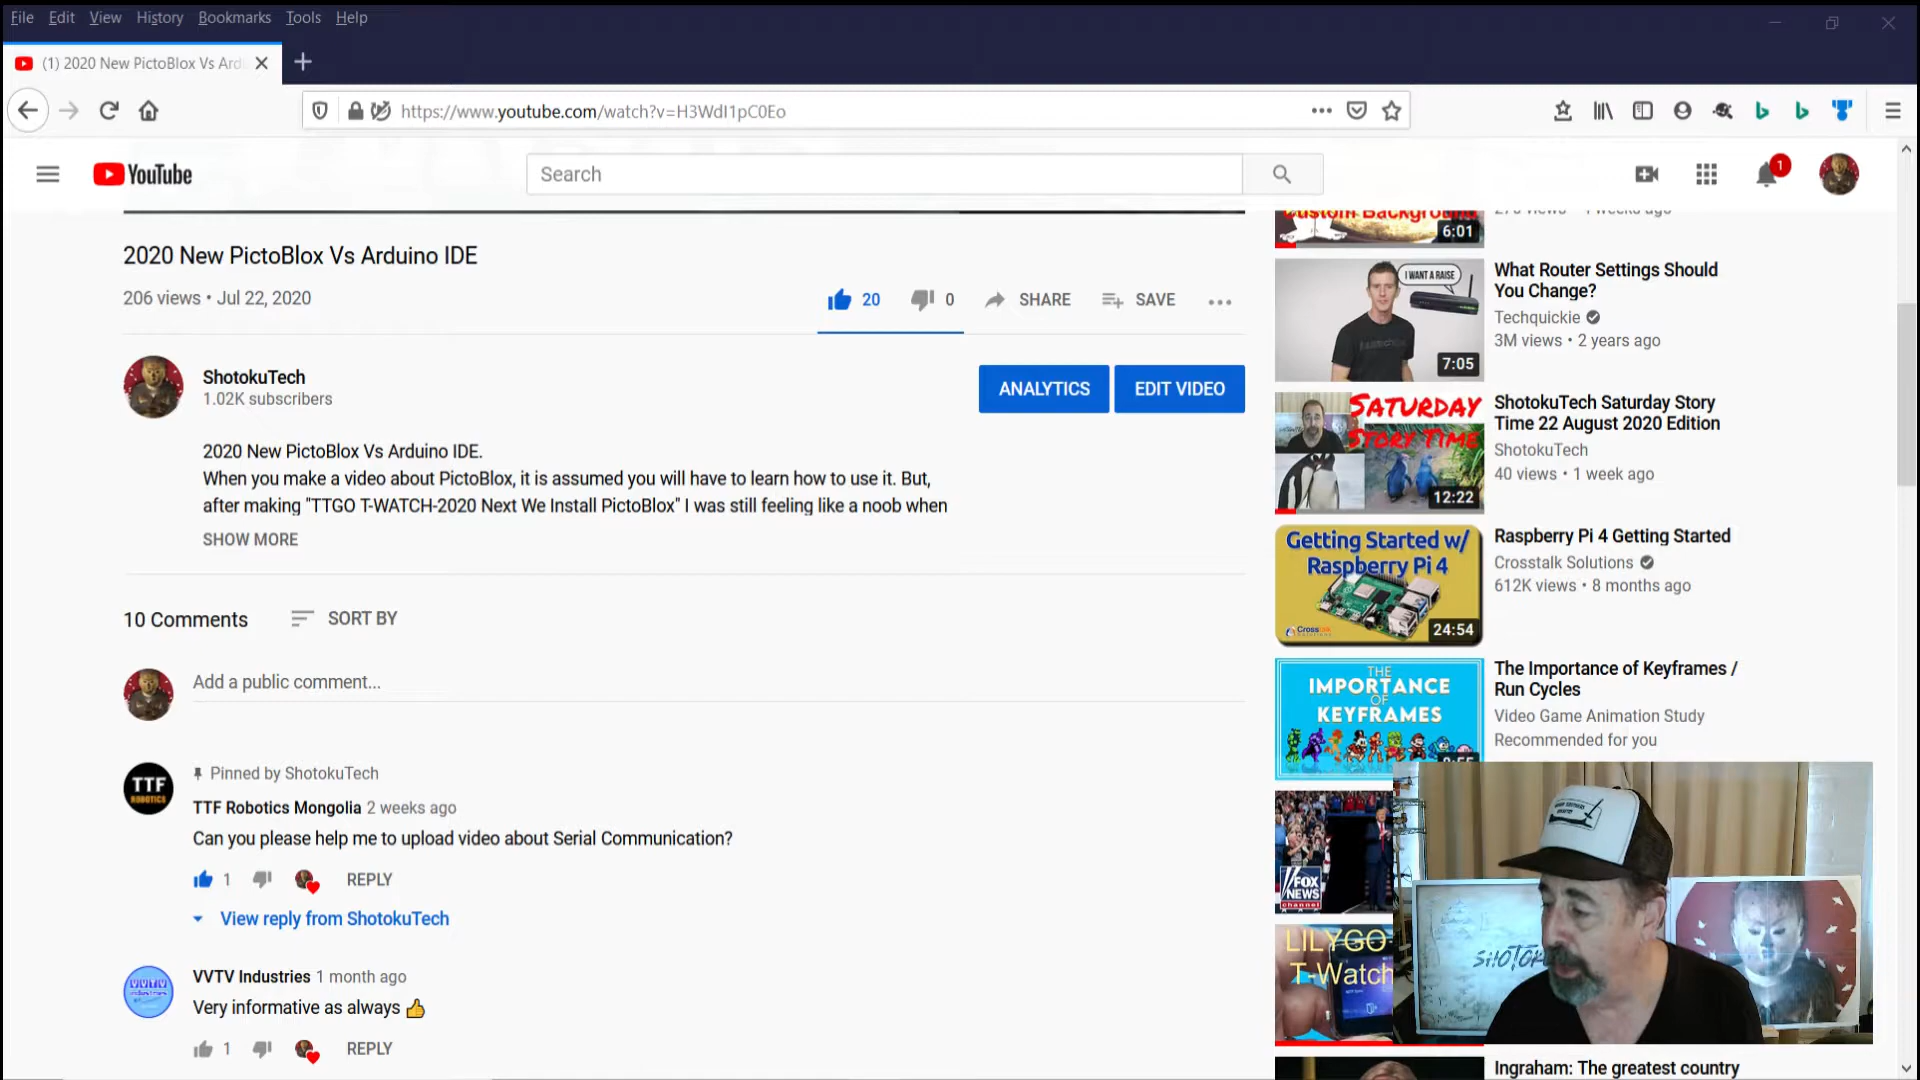 File Edit View History Bookmarks Tools Help
(1) 2020 New PictoBlox Vs Ard
https://www.youtube.com/watch?v=H3WdI1pC0Eo
YouTube
Search
1
2020 New PictoBlox Vs Arduino IDE
206 views • Jul 22, 2020
20 0 SHARE SAVE
ShotokuTech
1.02K subscribers
ANALYTICS EDIT VIDEO
2020 New PictoBlox Vs Arduino IDE.
When you make a video about PictoBlox, it is assumed you will have to learn how to use it. But,
after making "TTGO T-WATCH-2020 Next We Install PictoBlox" I was still feeling like a noob when
SHOW MORE
10 Comments SORT BY
Add a public comment...
TTF
ROBOTICS
Pinned by ShotokuTech
TTF Robotics Mongolia 2 weeks ago
Can you please help me to upload video about Serial Communication?
1 REPLY
View reply from ShotokuTech
VVTV
VVTV Industries 1 month ago
Very informative as always 👍
1 REPLY
Custom Background
6:01
I WANT A RAISE
7:05
What Router Settings Should
You Change?
Techquickie
3M views • 2 years ago
SATURDAY
STORY TIME
12:22
ShotokuTech Saturday Story
Time 22 August 2020 Edition
ShotokuTech
40 views • 1 week ago
Getting Started w/
Raspberry Pi 4
24:54
Raspberry Pi 4 Getting Started
Crosstalk Solutions
612K views • 8 months ago
THE
IMPORTANCE
OF
KEYFRAMES
The Importance of Keyframes /
Run Cycles
Video Game Animation Study
Recommended for you
FOX
NEWS
channel
LILYGO
T-Watch
Ingraham: The greatest country